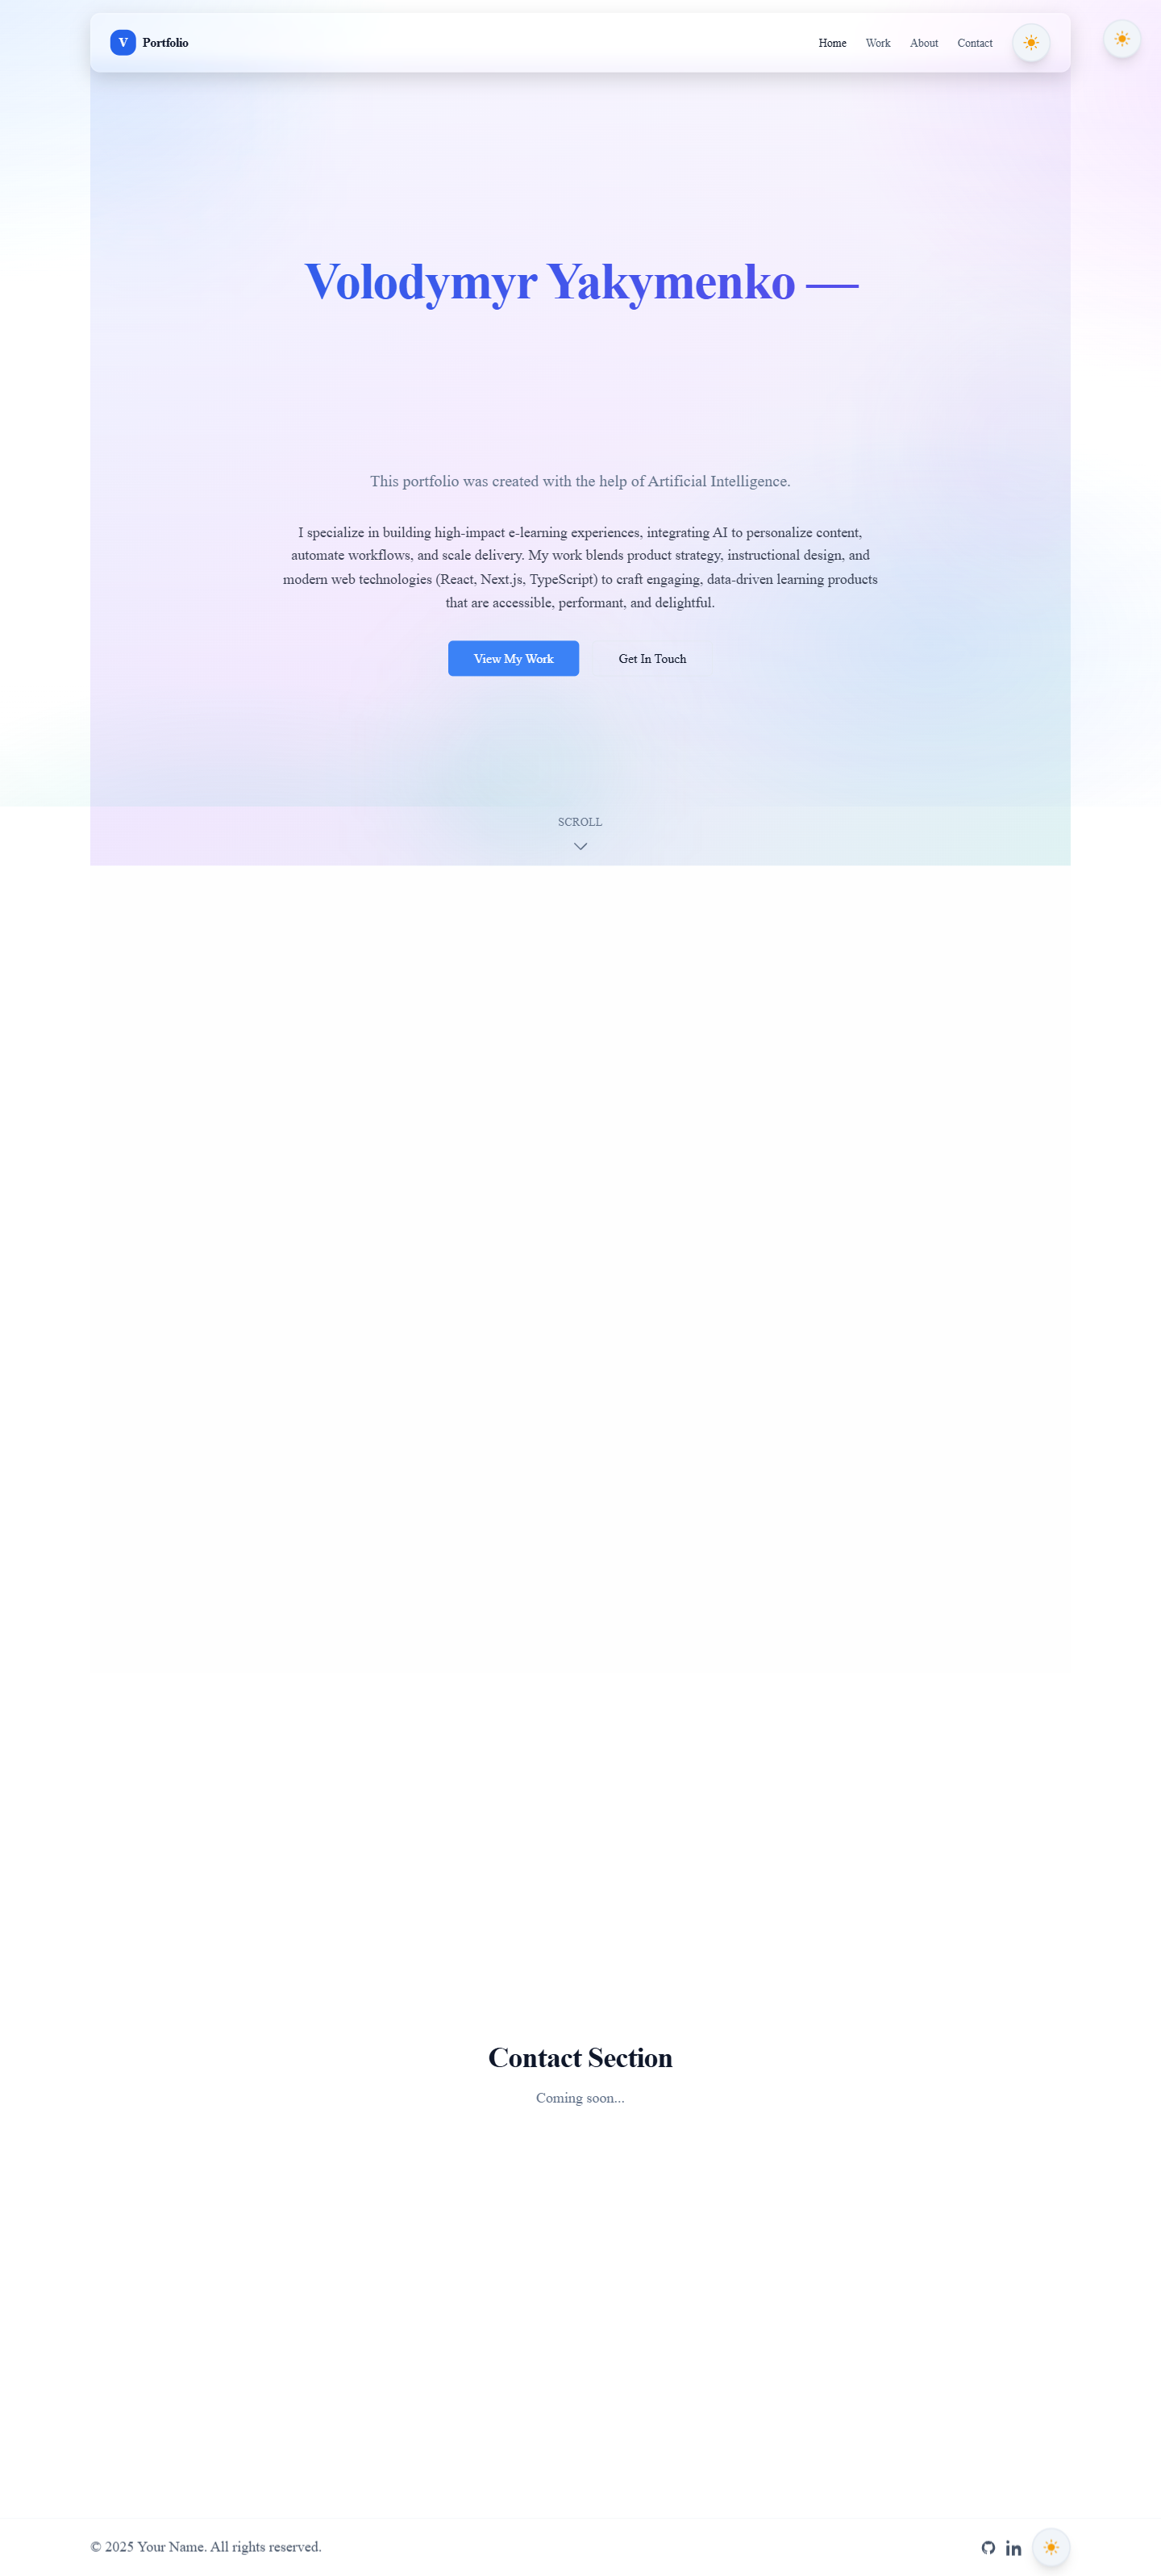 V Portfolio Home Work About Contact
Volodymyr Yakymenko —
This portfolio was created with the help of Artificial Intelligence.
I specialize in building high-impact e-learning experiences, integrating AI to personalize content,
automate workflows, and scale delivery. My work blends product strategy, instructional design, and
modern web technologies (React, Next.js, TypeScript) to craft engaging, data-driven learning products
that are accessible, performant, and delightful.
View My Work Get In Touch
SCROLL
Contact Section
Coming soon...
© 2025 Your Name. All rights reserved.